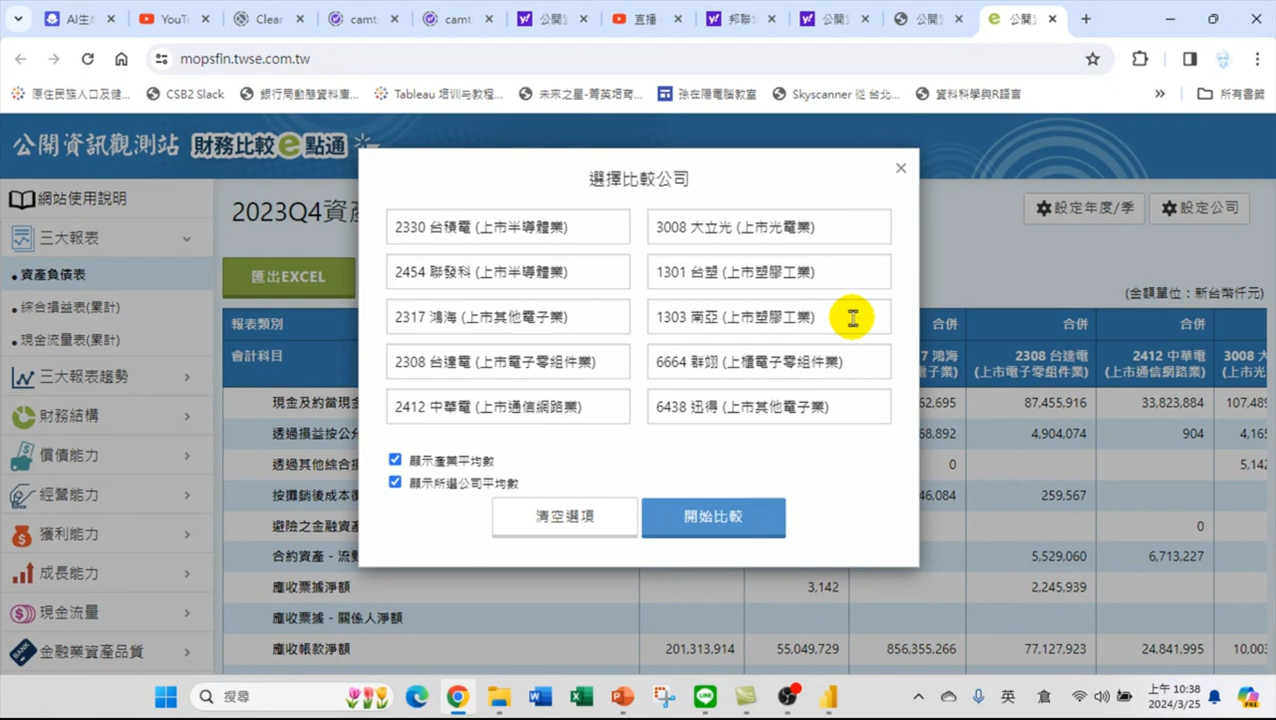 AI生
YouT
Clear
camt
camt
公開
直播 -
邦聯
公開
公開
公開
mopsfin.twse.com.tw
原住民族人口及健...
CSB2 Slack
銀行局動態資料庫...
Tableau 培训与教程...
未來之星-菁英培育...
孫在陽電腦教室
Skyscanner 從 台北...
資料科學與R語言
»
所有書籤
公開資訊觀測站 財務比較e點通
網站使用說明
三大報表
資產負債表
綜合損益表(累計)
現金流量表(累計)
三大報表趨勢
財務結構
償債能力
經營能力
獲利能力
成長能力
現金流量
金融業資產品質
2023Q4資產
設定年度/季
設定公司
匯出EXCEL
(金額單位：新台幣仟元)
報表類別
合併
合併
合併
會計科目
7 鴻海
2308 台達電
2412 中華電
3008 大
子業)
(上市電子零組件業)
(上市通信網路業)
(上市光
現金及約當現金
62,695
87,455,916
33,823,884
107,489
透過損益按公
68,892
4,904,074
904
4,165
透過其他綜合損
0
5,142
按攤銷後成本衡
46,084
259,567
避險之金融資產
0
合約資產 - 流動
5,529,060
6,713,227
應收票據淨額
3,142
2,245,939
應收票據 - 關係人淨額
應收帳款淨額
201,313,914
55,049,729
856,355,266
77,127,923
24,841,995
10,003
選擇比較公司
×
2330 台積電 (上市半導體業)
3008 大立光 (上市光電業)
2454 聯發科 (上市半導體業)
1301 台塑 (上市塑膠工業)
2317 鴻海 (上市其他電子業)
1303 南亞 (上市塑膠工業)
2308 台達電 (上市電子零組件業)
6664 群翊 (上櫃電子零組件業)
2412 中華電 (上市通信網路業)
6438 迅得 (上市其他電子業)
顯示產業平均數
顯示所選公司平均數
清空選項
開始比較
搜尋
英
倉
上午 10:38
2024/3/25